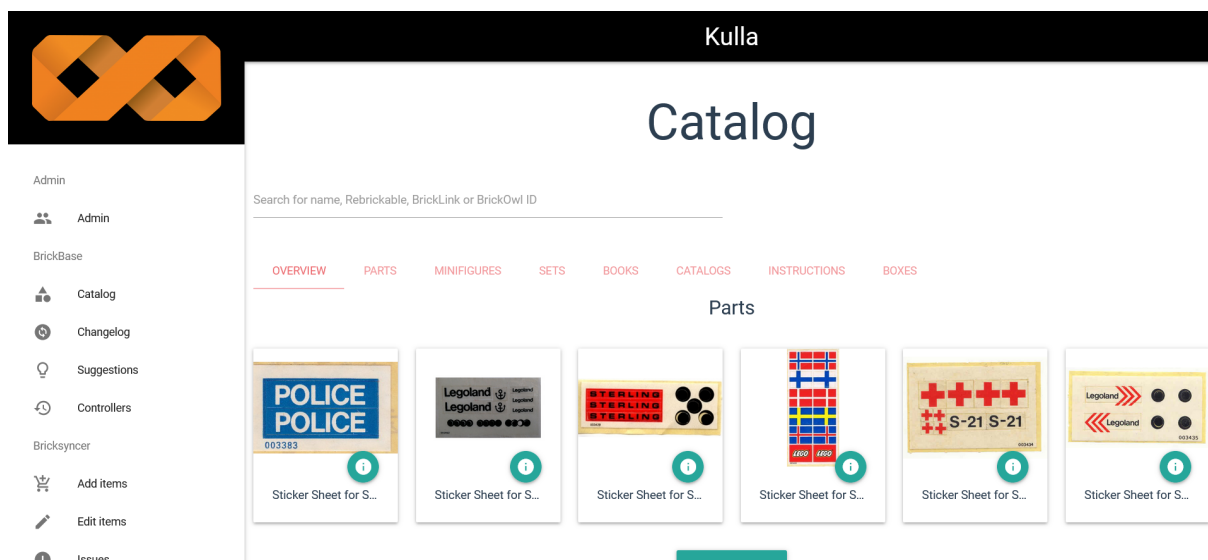 Kulla
Catalog
Search for name, Rebrickable, BrickLink or BrickOwl ID
Admin
Admin
BrickBase
Catalog
Changelog
Suggestions
Controllers
Bricksyncer
Add items
Edit items
Issues
OVERVIEW PARTS MINIFIGURES SETS BOOKS CATALOGS INSTRUCTIONS BOXES
Parts
POLICE
POLICE
003383
Sticker Sheet for S...
Legoland Legoland
Legoland Legoland
Sticker Sheet for S...
STERLING
STERLING
STERLING
Sticker Sheet for S...
LEGO LEGO
Sticker Sheet for S...
S-21 S-21
003434
Sticker Sheet for S...
Legoland
Legoland
003435
Sticker Sheet for S...